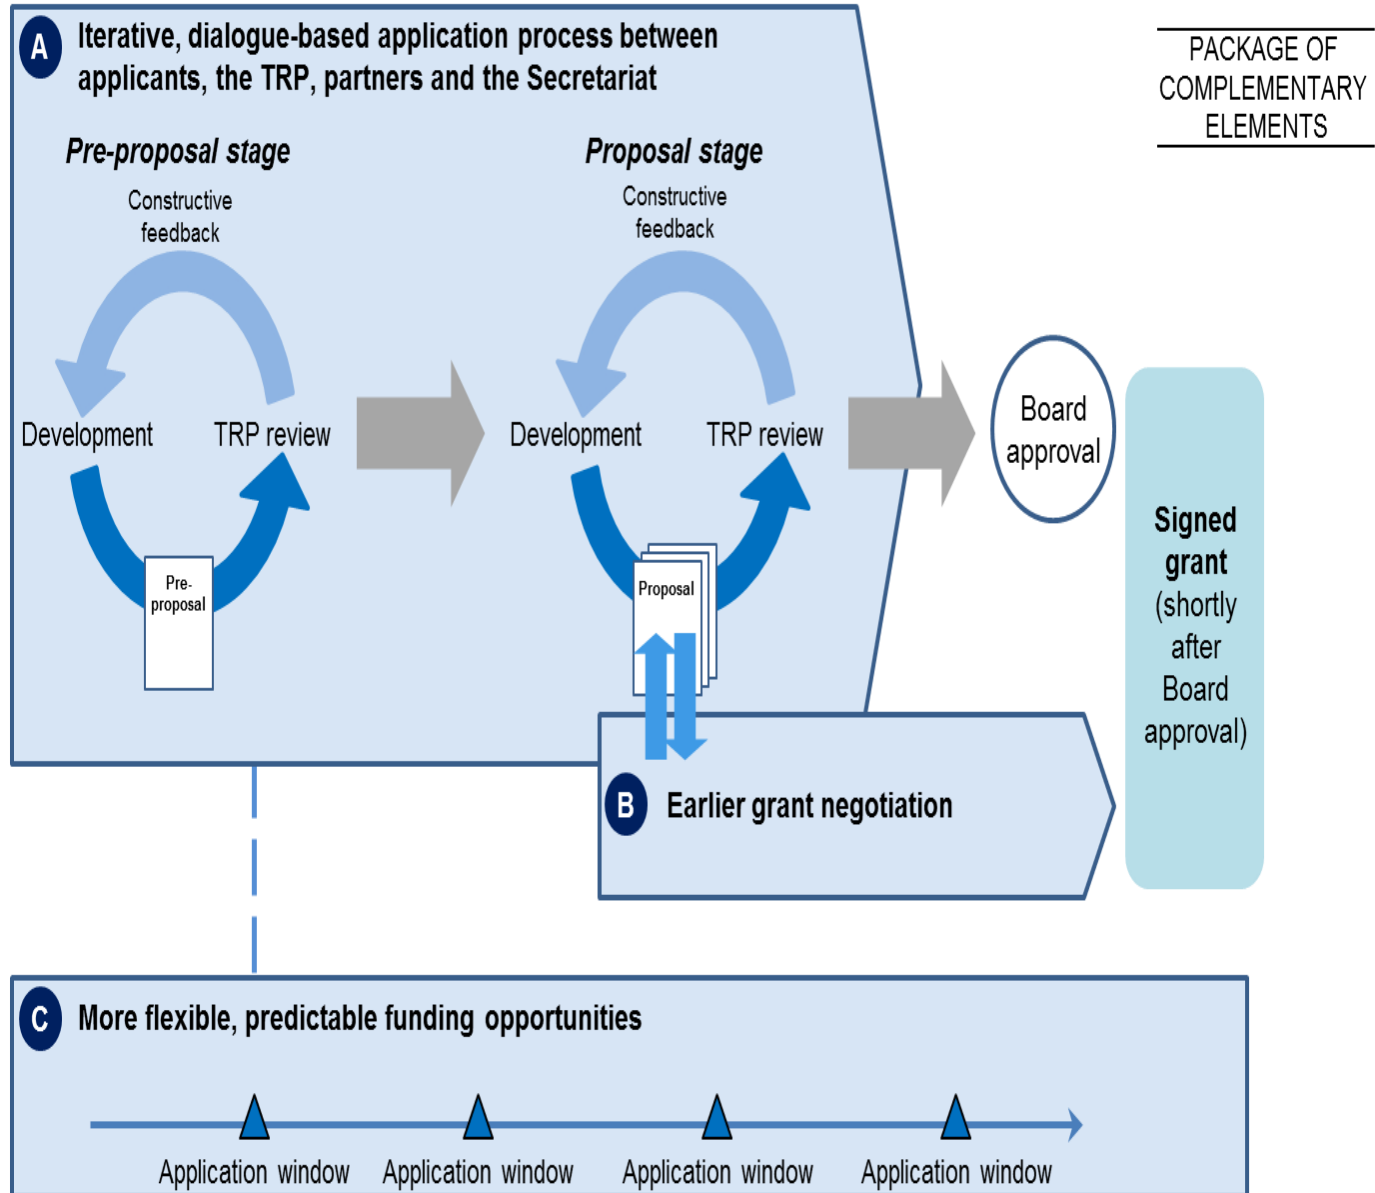 A
Iterative, dialogue-based application process between
applicants, the TRP, partners and the Secretariat
PACKAGE OF
COMPLEMENTARY
ELEMENTS
Pre-proposal stage
Constructive
feedback
Development
TRP review
Pre-
proposal
Proposal stage
Constructive
feedback
Development
TRP review
Proposal
Board
approval
Signed
grant
(shortly
after
Board
approval)
B
Earlier grant negotiation
C
More flexible, predictable funding opportunities
Application window
Application window
Application window
Application window